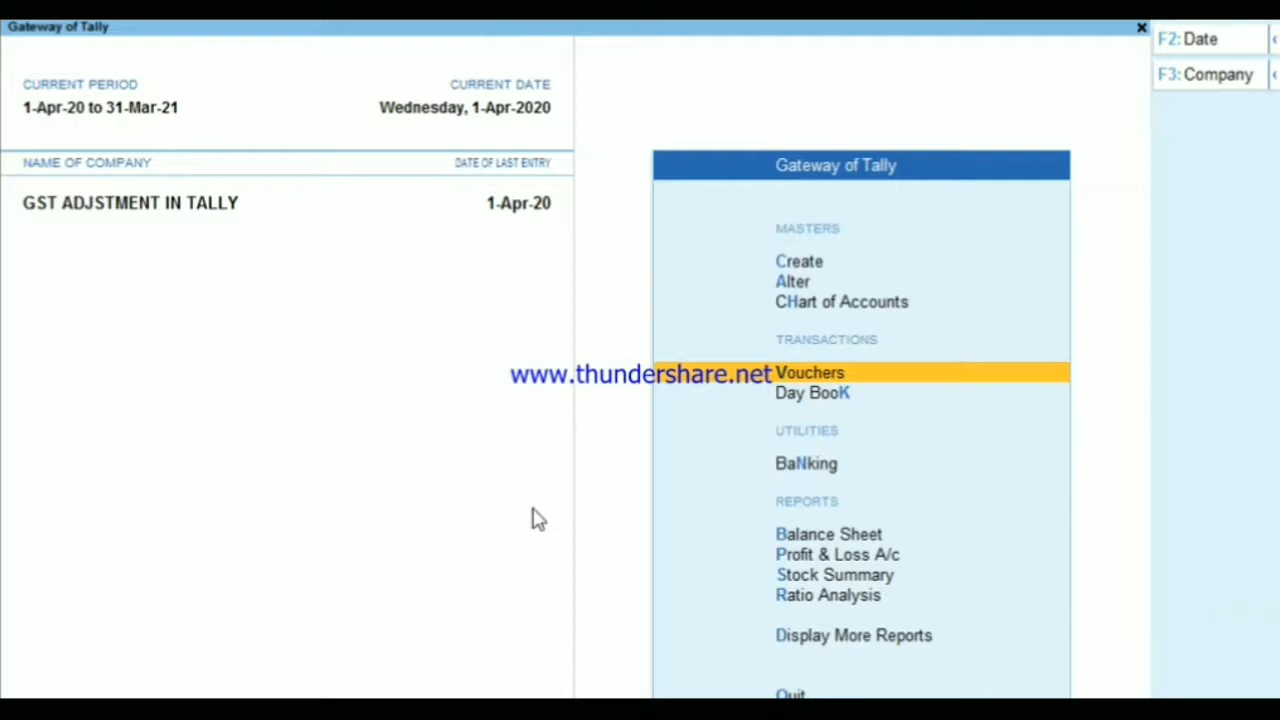 Gateway of Tally
F2: Date
F3: Company
CURRENT PERIOD
CURRENT DATE
1-Apr-20 to 31-Mar-21
Wednesday, 1-Apr-2020
NAME OF COMPANY
DATE OF LAST ENTRY
GST ADJSTMENT IN TALLY
1-Apr-20
Gateway of Tally
MASTERS
Create
Alter
CHart of Accounts
TRANSACTIONS
www.thundershare.net
Vouchers
Day BooK
UTILITIES
BaNking
REPORTS
Balance Sheet
Profit & Loss A/c
Stock Summary
Ratio Analysis
Display More Reports
Quit